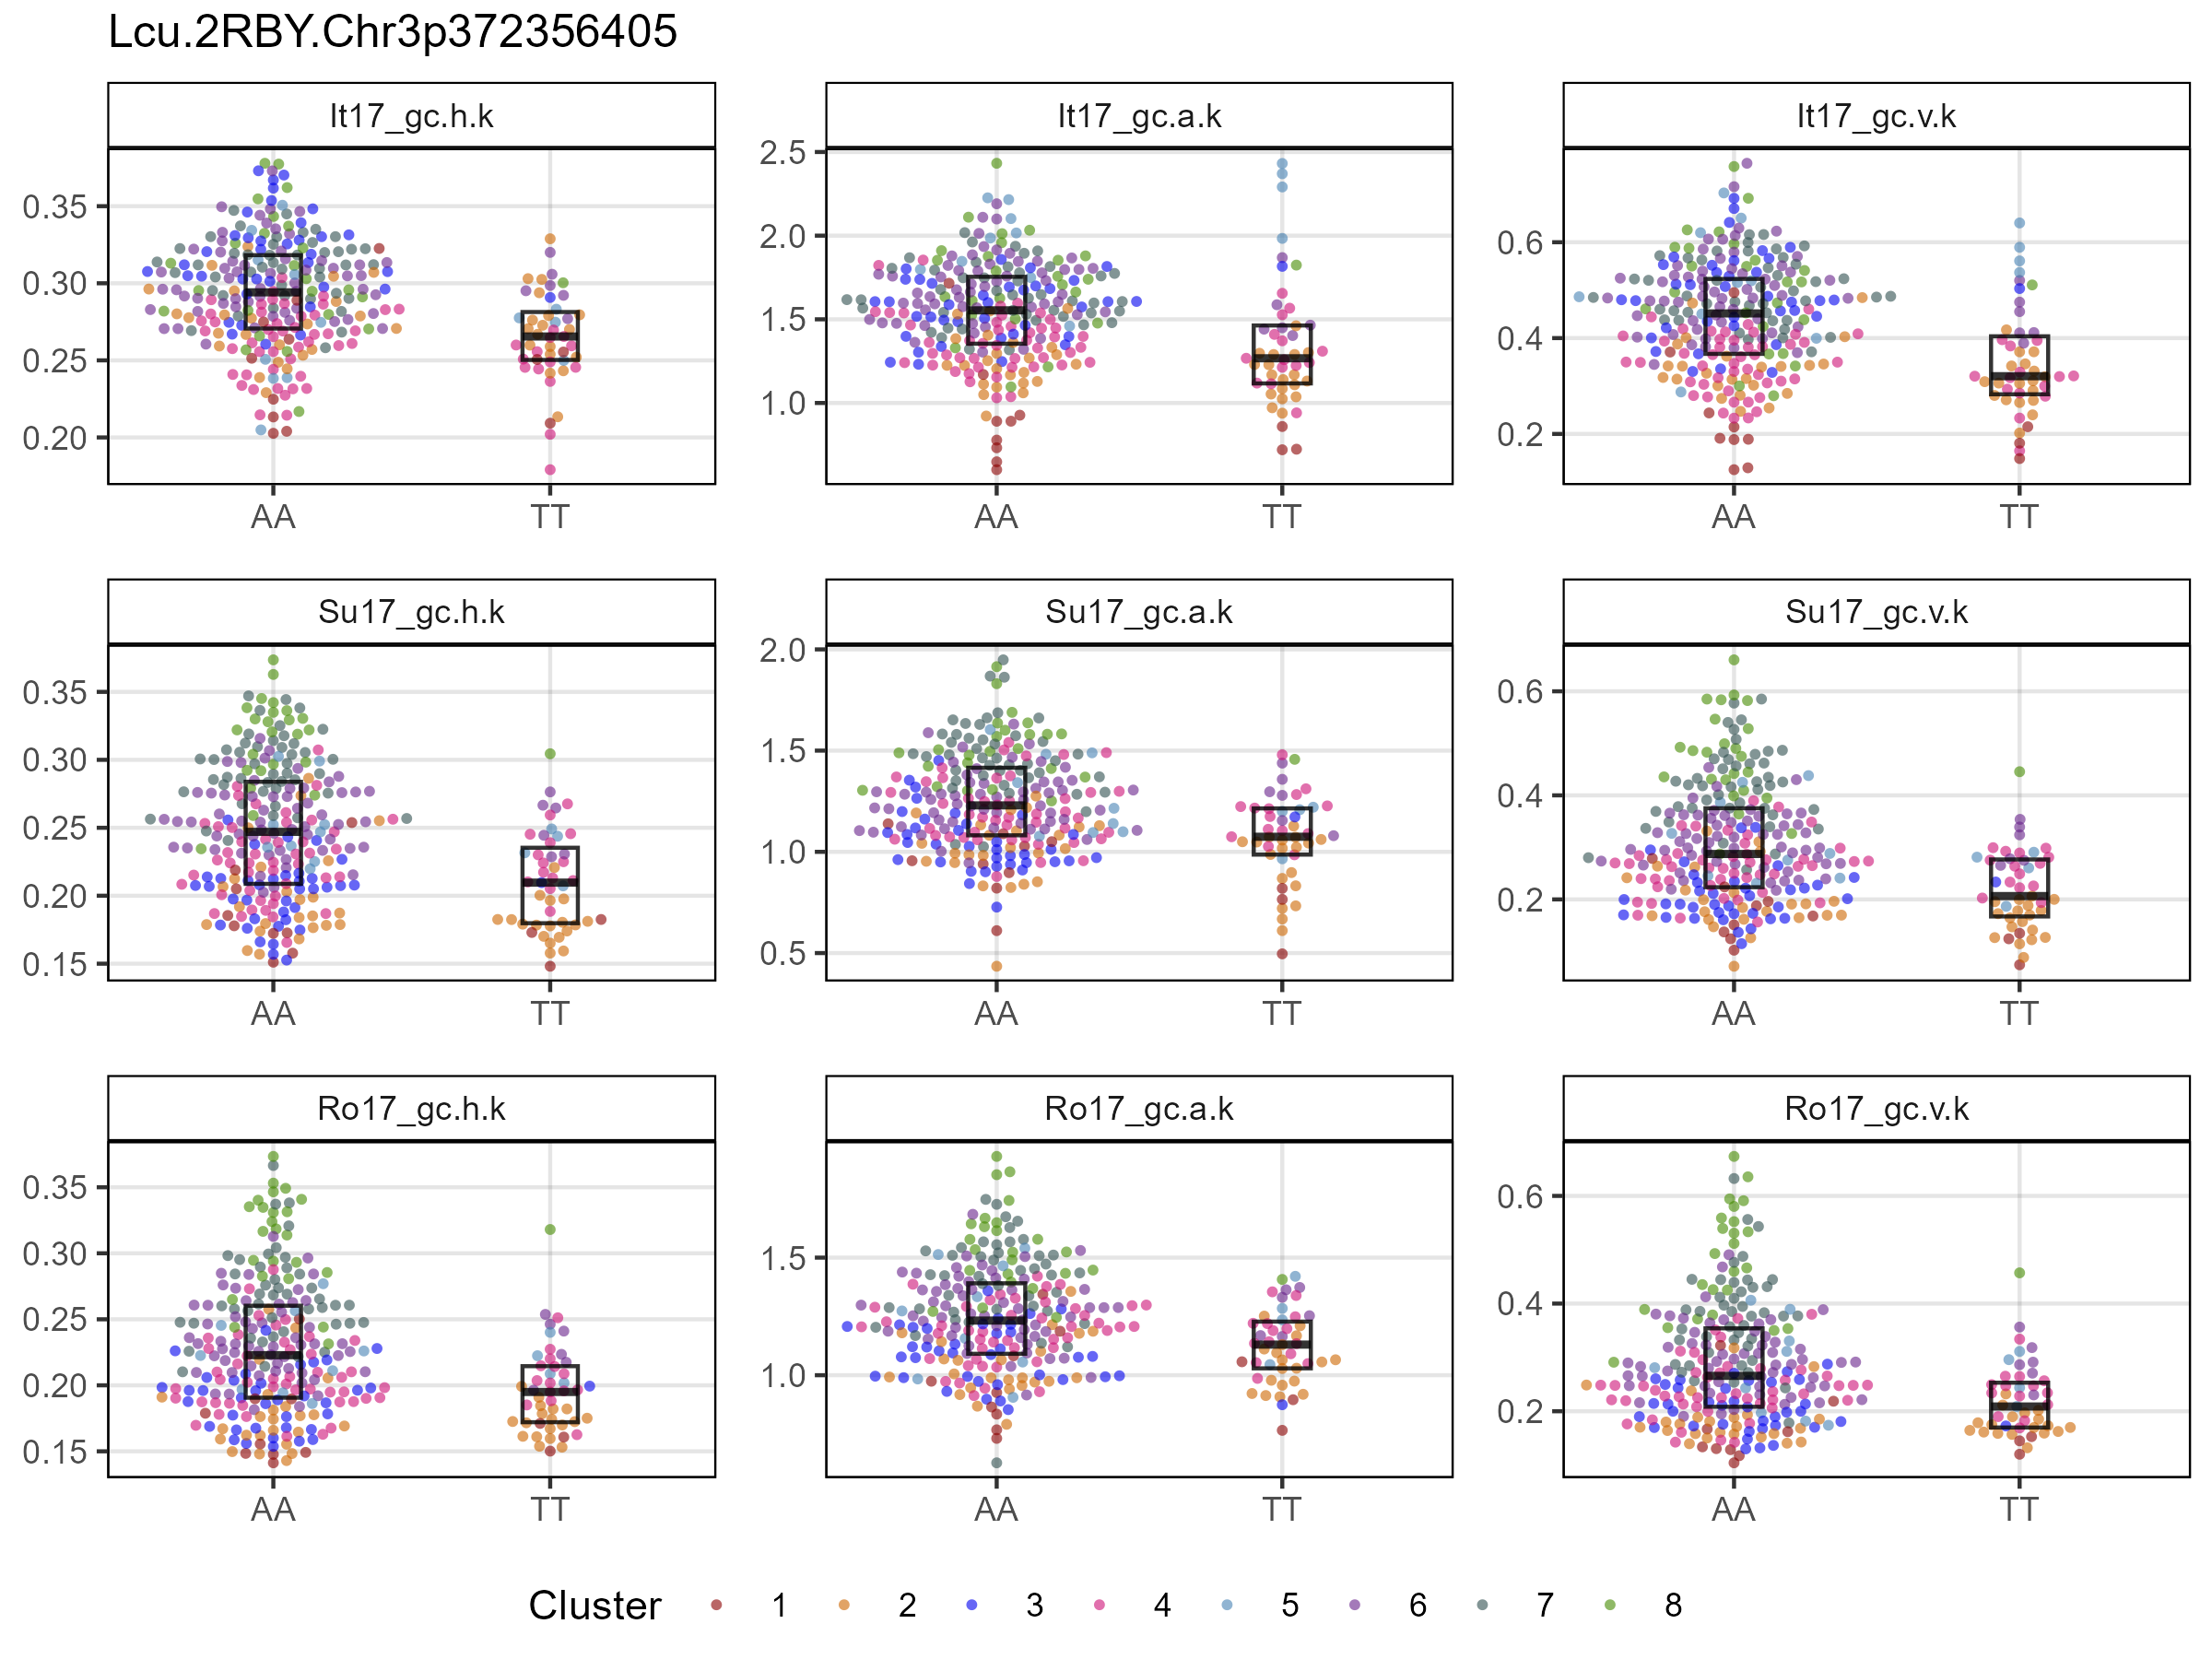 Lcu.2RBY.Chr3p372356405
It17_gc.h.k
It17_gc.a.k
It17_gc.v.k
0.35
0.30
0.25
0.20
2.5
2.0
1.5
1.0
0.6
0.4
0.2
AA TT
AA TT
AA TT
Su17_gc.h.k
Su17_gc.a.k
Su17_gc.v.k
0.35
0.30
0.25
0.20
0.15
2.0
1.5
1.0
0.5
0.6
0.4
0.2
AA TT
AA TT
AA TT
Ro17_gc.h.k
Ro17_gc.a.k
Ro17_gc.v.k
0.35
0.30
0.25
0.20
0.15
1.5
1.0
0.6
0.4
0.2
AA TT
AA TT
AA TT
Cluster 1 2 3 4 5 6 7 8